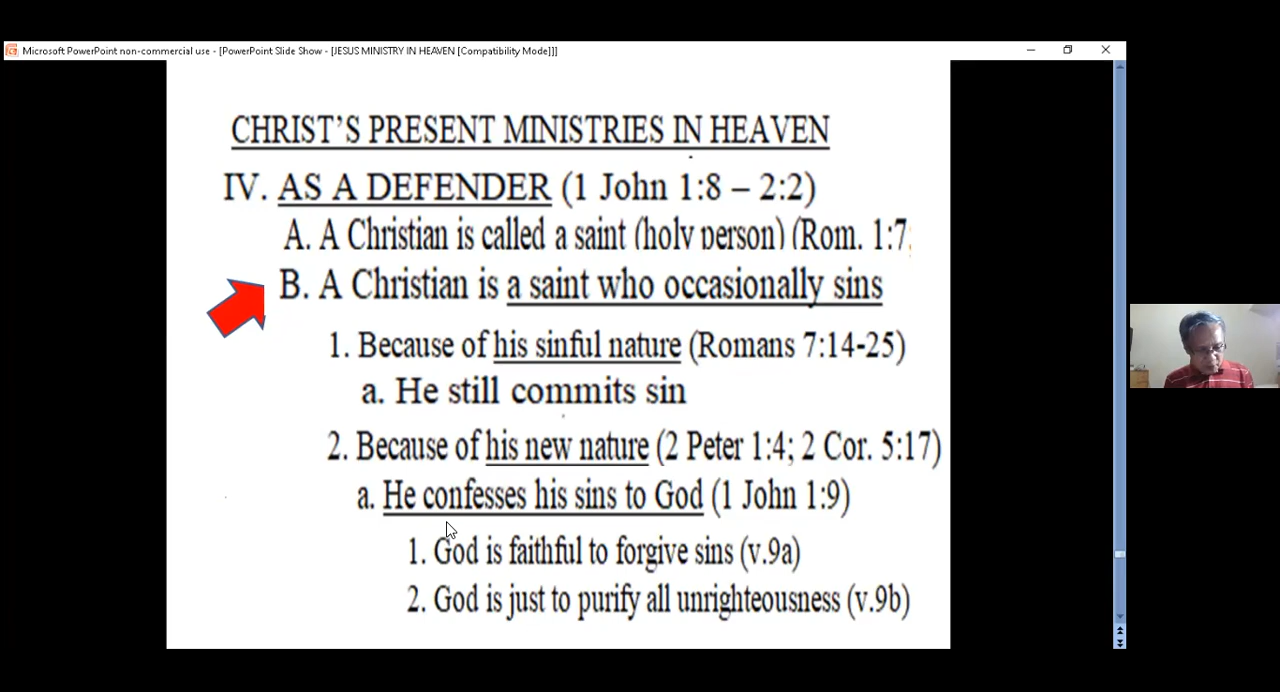 Microsoft PowerPoint non-commercial use - [PowerPoint Slide Show - [JESUS MINISTRY IN HEAVEN [Compatibility Mode]]]
CHRIST'S PRESENT MINISTRIES IN HEAVEN
IV. AS A DEFENDER (1 John 1:8 – 2:2)
A. A Christian is called a saint (holy person) (Rom. 1:7;
B. A Christian is a saint who occasionally sins
1. Because of his sinful nature (Romans 7:14-25)
a. He still commits sin
2. Because of his new nature (2 Peter 1:4; 2 Cor. 5:17)
a. He confesses his sins to God (1 John 1:9)
1. God is faithful to forgive sins (v.9a)
2. God is just to purify all unrighteousness (v.9b)